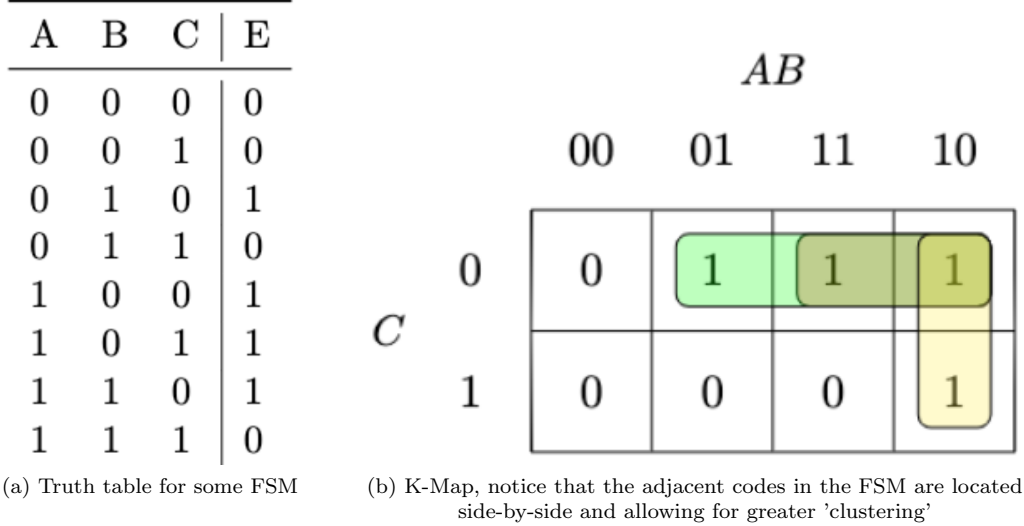 A B C E
0 0 0 0
0 0 1 0
0 1 0 1
0 1 1 0
1 0 0 1
1 0 1 1
1 1 0 1
1 1 1 0
(a) Truth table for some FSM
AB
00 01 11 10
0 0 1 1 1
C
1 0 0 0 1
(b) K-Map, notice that the adjacent codes in the FSM are located
side-by-side and allowing for greater 'clustering'